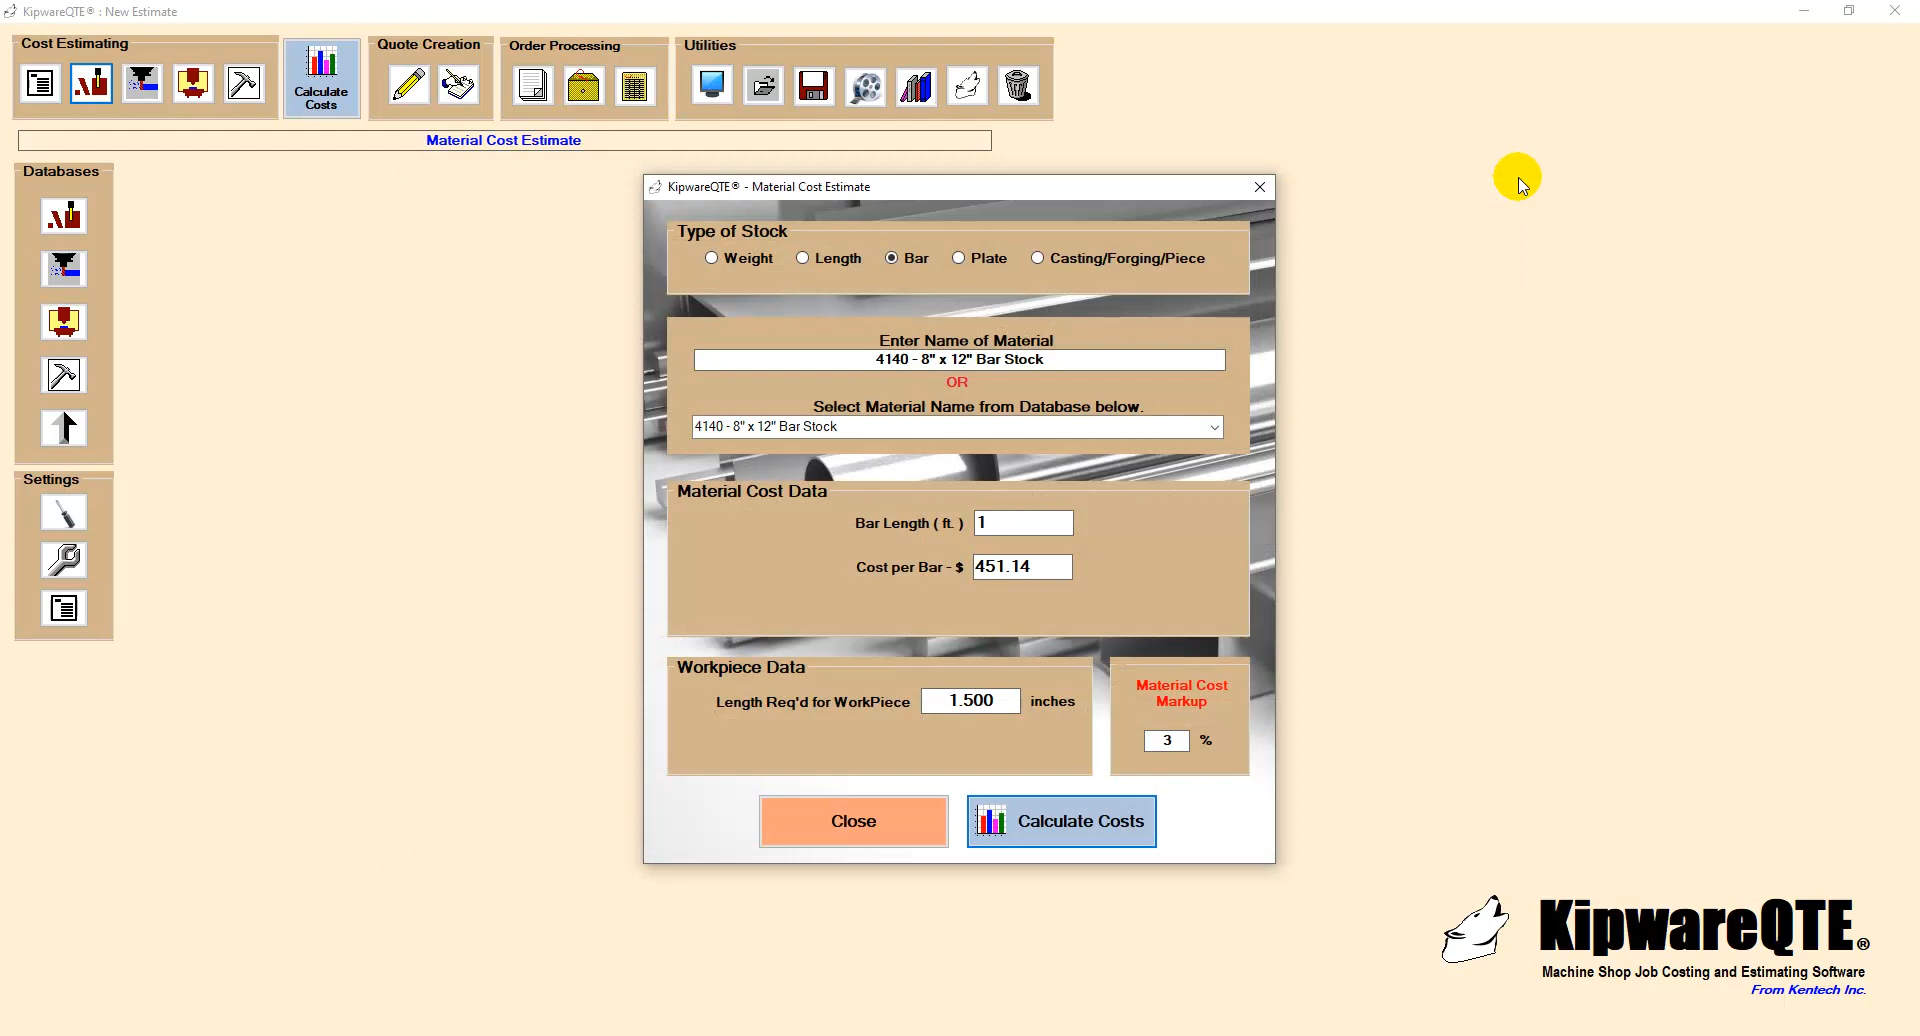 KipwareQTE® : New Estimate
Cost Estimating
Calculate
Costs
Quote Creation
Order Processing
Utilities
Material Cost Estimate
Databases
Settings
KipwareQTE® - Material Cost Estimate
Type of Stock
Weight Length Bar Plate Casting/Forging/Piece
Enter Name of Material
4140 - 8" x 12" Bar Stock
OR
Select Material Name from Database below.
4140 - 8" x 12" Bar Stock
Material Cost Data
Bar Length ( ft. ) 1
Cost per Bar - $ 451.14
Workpiece Data
Length Req'd for WorkPiece 1.500 inches
Material Cost
Markup
3 %
Close
Calculate Costs
KipwareQTE®
Machine Shop Job Costing and Estimating Software
From Kentech Inc.